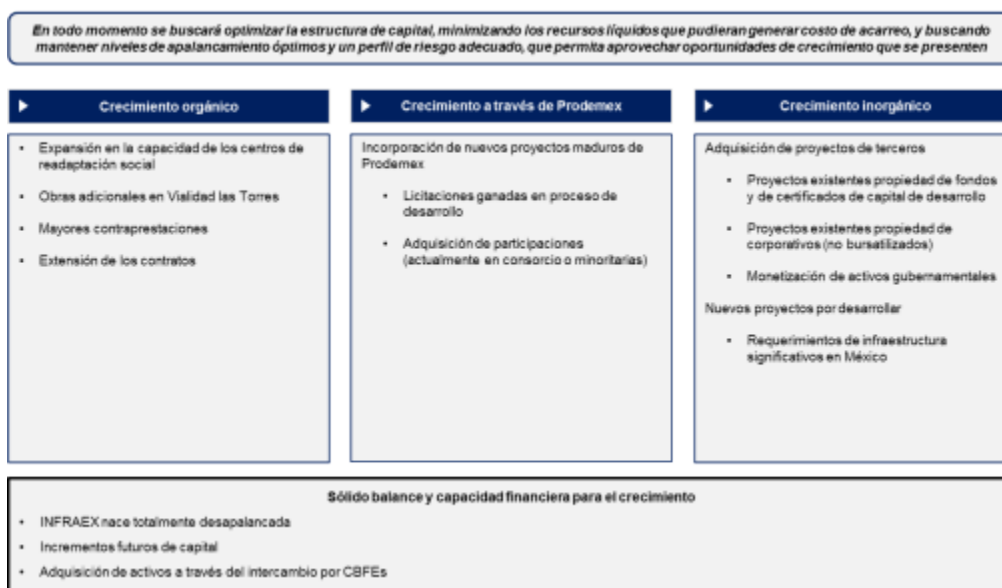 En todo momento se buscará optimizar la estructura de capital, minimizando los recursos líquidos que pudieran generar costo de acarreo, y buscando
mantener niveles de apalancamiento óptimos y un perfil de riesgo adecuado, que permita aprovechar oportunidades de crecimiento que se presenten
Crecimiento orgánico
• Expansión en la capacidad de los centros de
readaptación social
• Obras adicionales en Vialidad las Torres
• Mayores contraprestaciones
• Extensión de los contratos
Crecimiento a través de Prodemex
Incorporación de nuevos proyectos maduros de
Prodemex
• Licitaciones ganadas en proceso de
desarrollo
• Adquisición de participaciones
(actualmente en consorcio o minoritarias)
Crecimiento inorgánico
Adquisición de proyectos de terceros
• Proyectos existentes propiedad de fondos
y de certificados de capital de desarrollo
• Proyectos existentes propiedad de
corporativos (no bursatilizados)
• Monetización de activos gubernamentales
Nuevos proyectos por desarrollar
• Requerimientos de infraestructura
significativos en México
Sólido balance y capacidad financiera para el crecimiento
• INFRAEX nace totalmente desapalancada
• Incrementos futuros de capital
• Adquisición de activos a través del intercambio por CBFEs